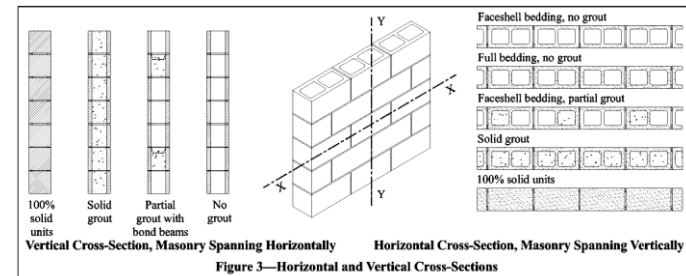 100%
solid
units
Solid
grout
Partial
grout with
bond beams
No
grout
Vertical Cross-Section, Masonry Spanning Horizontally
Y
X
X
Y
Faceshell bedding, no grout
Full bedding, no grout
Faceshell bedding, partial grout
Solid grout
100% solid units
Horizontal Cross-Section, Masonry Spanning Vertically
Figure 3—Horizontal and Vertical Cross-Sections